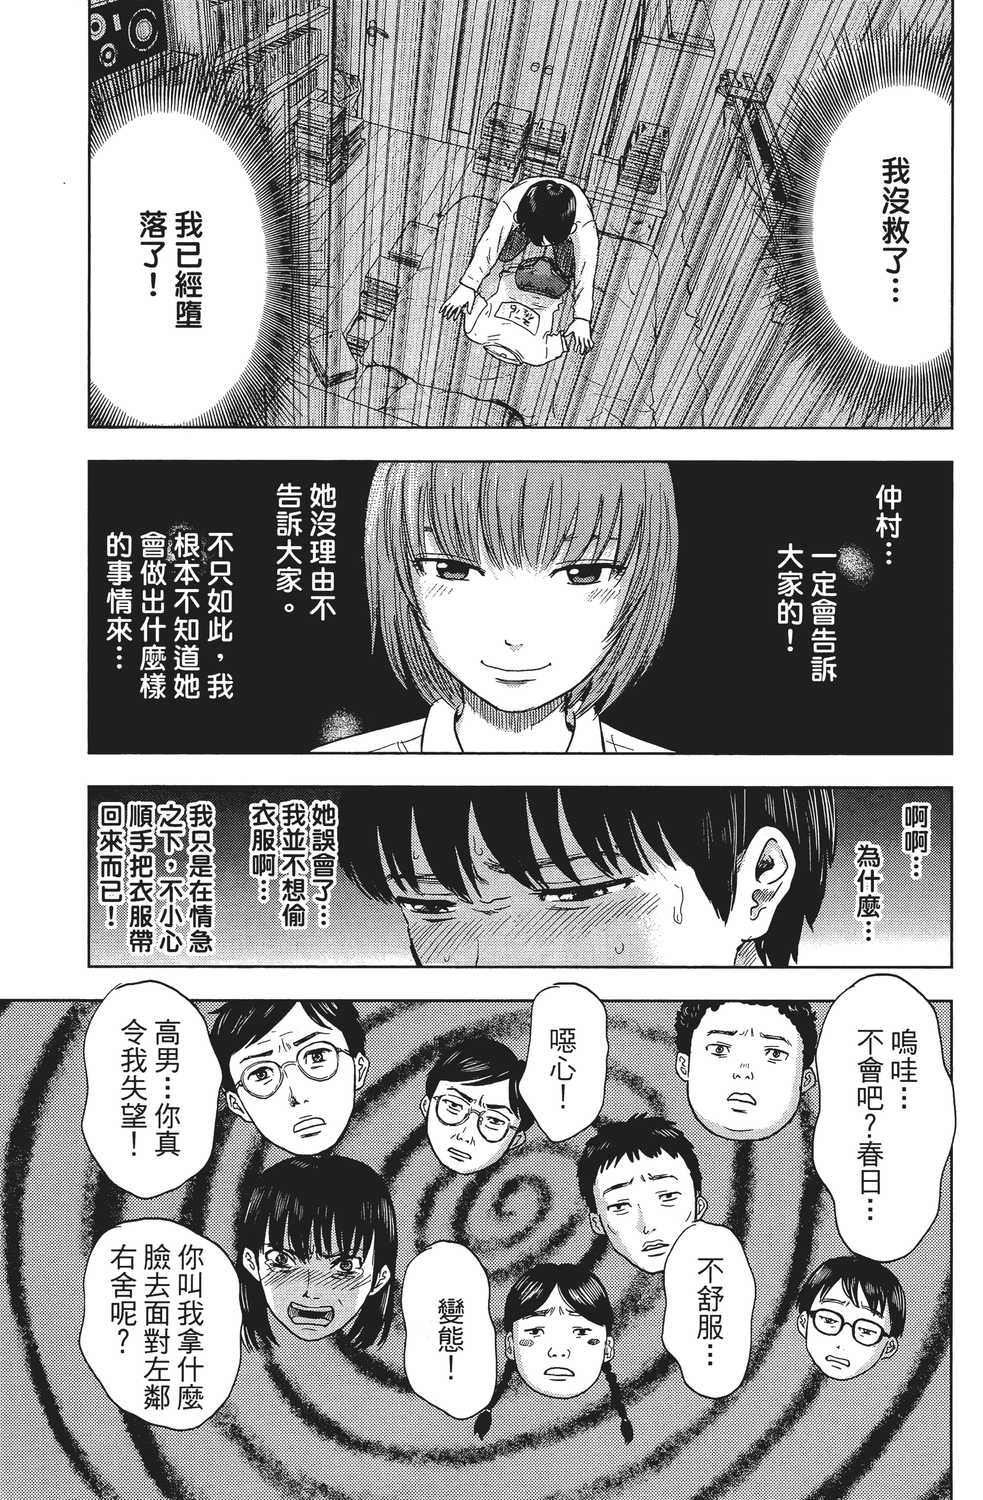 我沒救了…
我已經墮
落了！
仲村…
一定會告訴
大家的！
她沒理由不
告訴大家。
不只如此，我
根本不知道她
會做出什麼樣
的事情來…
啊啊…
為什麼…
她誤會了…
我並不想偷
衣服啊…
我只是在情急
之下，不小心
順手把衣服帶
回來而已！
嗚哇…
不會吧？春日…
噁心！
高男…你真
令我失望！
不舒服…
變態！
你叫我拿什麼
臉去面對左鄰
右舍呢？